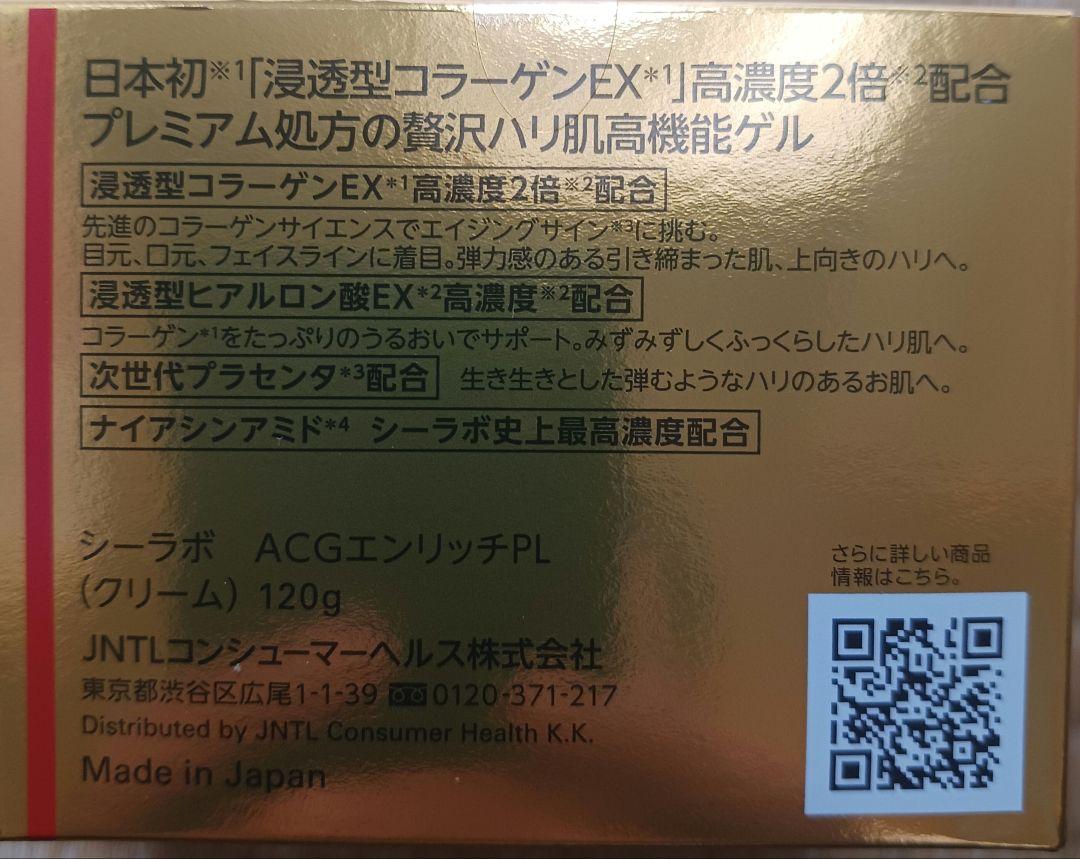 日本初※1「浸透型コラーゲンEX*1」高濃度2倍※2配合
プレミアム処方の贅沢ハリ肌高機能ゲル
浸透型コラーゲンEX*1高濃度2倍※2配合
先進のコラーゲンサイエンスでエイジングサイン※3に挑む。
目元、口元、フェイスラインに着目。弾力感のある引き締まった肌、上向きのハリへ。
浸透型ヒアルロン酸EX*2高濃度※2配合
コラーゲン*1をたっぷりのうるおいでサポート。みずみずしくふっくらしたハリ肌へ。
次世代プラセンタ*3配合 生き生きとした弾むようなハリのあるお肌へ。
ナイアシンアミド*4 シーラボ史上最高濃度配合
シーラボ ACGエンリッチPL
(クリーム) 120g
さらに詳しい商品
情報はこちら。
JNTLコンシューマーヘルス株式会社
東京都渋谷区広尾1-1-39 0120-371-217
Distributed by JNTL Consumer Health K.K.
Made in Japan